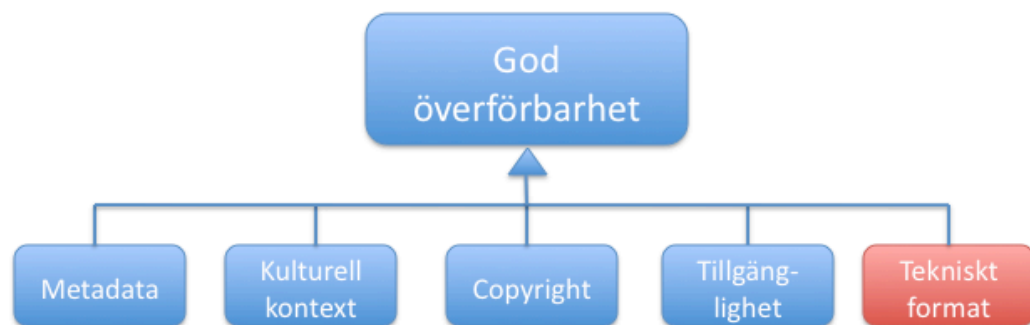 God
överförbarhet
Metadata
Kulturell
kontext
Copyright
Tillgäng-
lighet
Tekniskt
format